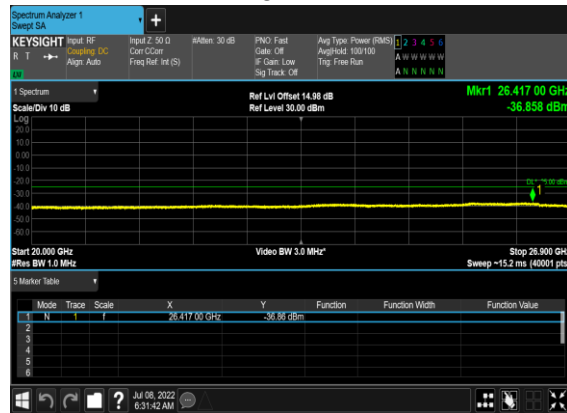 Spectrum Analyzer 1
Swept SA
+
KEYSIGHT Input: RF Input Z: 50 Ω #Atten: 30 dB PNO: Fast Avg Type: Power (RMS) 1 2 3 4 5 6
R T Coupling: DC Corr CCorr Gate: Off Avg|Hold: 100/100 A W W W W W
Align: Auto Freq Ref: Int (S) IF Gain: Low Trig: Free Run
LW Sig Track: Off A N N N N N
1 Spectrum
Ref Lvl Offset 14.98 dB Mkr1 26.417 00 GHz
Scale/Div 10 dB Ref Level 30.00 dBm -36.858 dBm
Log
20.0
10.0
0.00
-10.0
-20.0
-30.0
1
-40.0
-50.0
-60.0
Start 20.000 GHz Video BW 3.0 MHz* Stop 26.900 GHz
#Res BW 1.0 MHz Sweep ~15.2 ms (40001 pts
5 Marker Table
Mode Trace Scale X Y Function Function Width Function Value
1 N 1 f 26.417 00 GHz -36.86 dBm
2
3
4
5
6
? Jul 08, 2022
6:31:42 AM